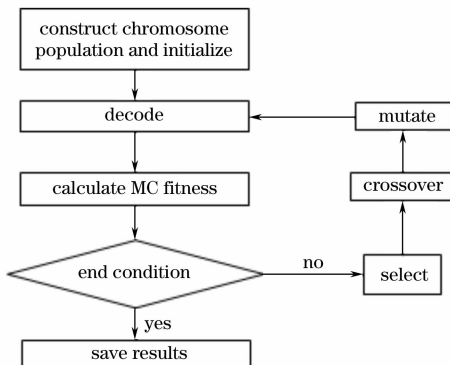 construct chromosome
population and initialize
decode
mutate
calculate MC fitness
crossover
end condition
no
select
yes
save results